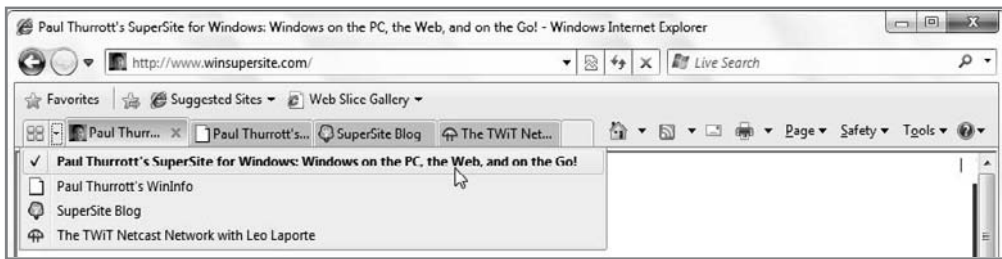 Paul Thurrott's SuperSite for Windows: Windows on the PC, the Web, and on the Go! - Windows Internet Explorer
http://www.winsupersite.com/
Live Search
Favorites Suggested Sites Web Slice Gallery
Paul Thurr... Paul Thurrott's... SuperSite Blog The TWiT Net... Page Safety Tools
Paul Thurrott's SuperSite for Windows: Windows on the PC, the Web, and on the Go!
Paul Thurrott's WinInfo
SuperSite Blog
The TWiT Netcast Network with Leo Laporte